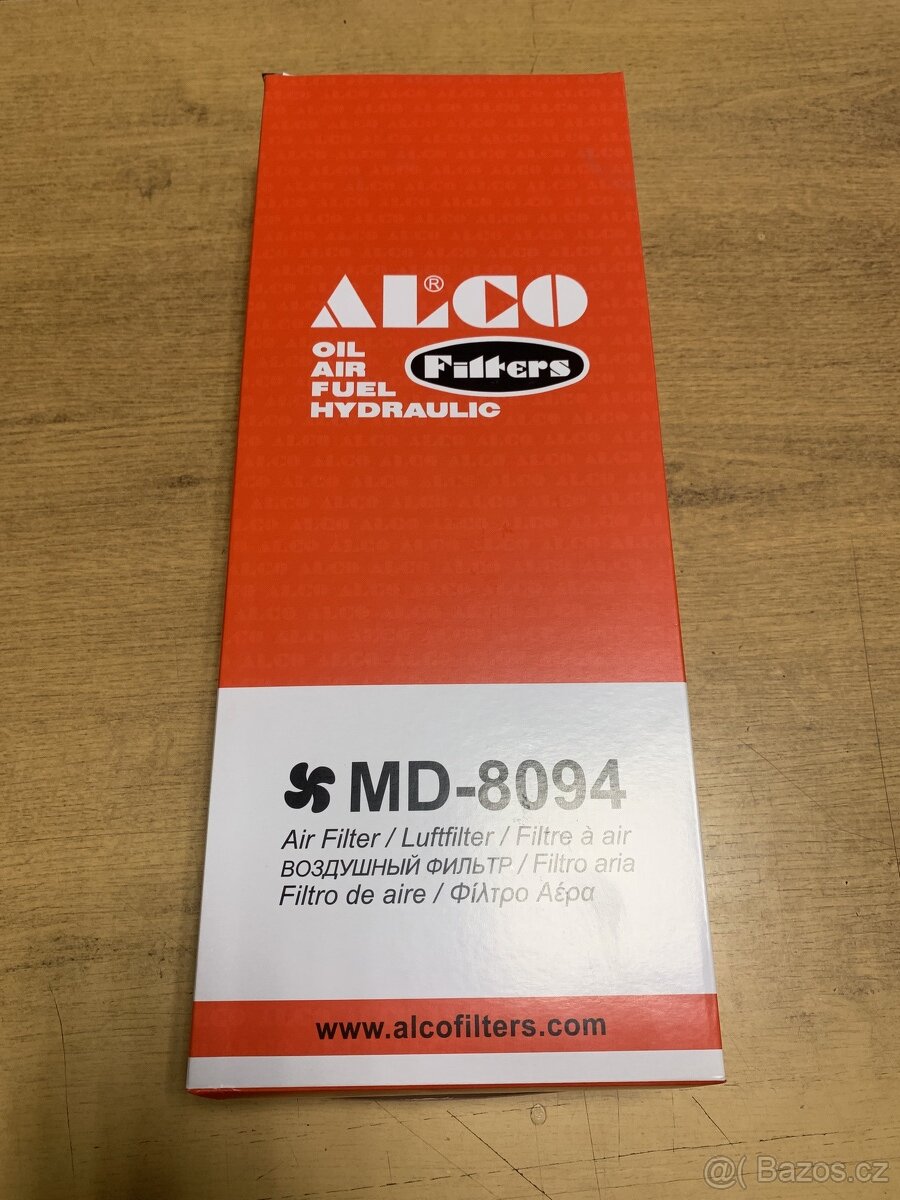 ALCO®
OIL
AIR
FUEL
HYDRAULIC
Filters
MD-8094
Air Filter / Luftfilter / Filtre à air
ВОЗДУШНЫЙ ФИЛЬТР / Filtro aria
Filtro de aire / Φίλτρο Αέρα
www.alcofilters.com
@( Bazos.cz